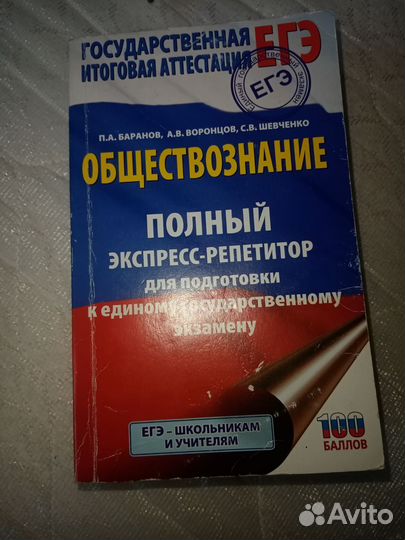 ГОСУДАРСТВЕННАЯ
ИТОГОВАЯ АТТЕСТАЦИЯ
ЕГЭ
ЕГЭ
П.А. БАРАНОВ, А.В. ВОРОНЦОВ, С.В. ШЕВЧЕНКО
ОБЩЕСТВОЗНАНИЕ
ПОЛНЫЙ
ЭКСПРЕСС-РЕПЕТИТОР
для подготовки
к единому государственному
экзамену
ЕГЭ – ШКОЛЬНИКАМ
И УЧИТЕЛЯМ
100
БАЛЛОВ
Avito